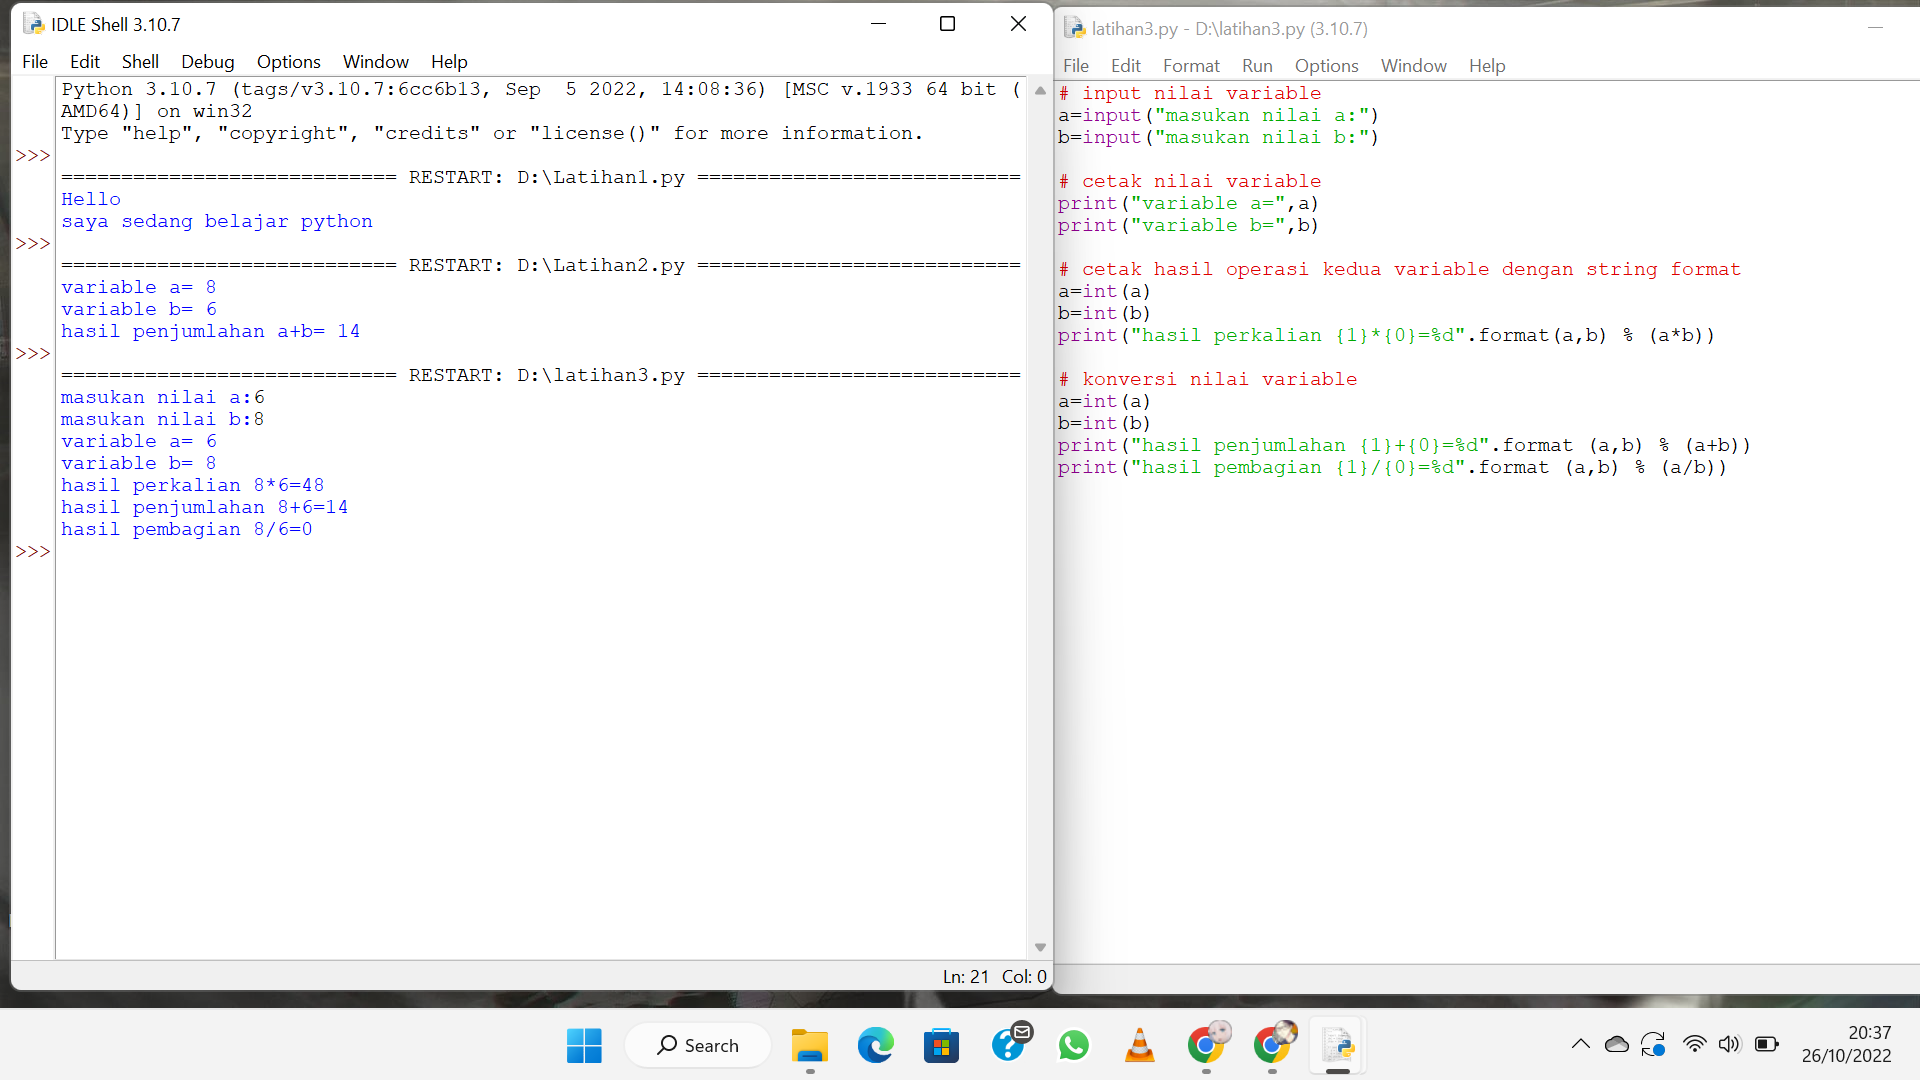 IDLE Shell 3.10.7
File Edit Shell Debug Options Window Help
Python 3.10.7 (tags/v3.10.7:6cc6b13, Sep  5 2022, 14:08:36) [MSC v.1933 64 bit (
AMD64)] on win32
Type "help", "copyright", "credits" or "license()" for more information.
>>>
============================ RESTART: D:\Latihan1.py ===========================
Hello
saya sedang belajar python
>>>
============================ RESTART: D:\Latihan2.py ===========================
variable a= 8
variable b= 6
hasil penjumlahan a+b= 14
>>>
============================ RESTART: D:\latihan3.py ===========================
masukan nilai a:6
masukan nilai b:8
variable a= 6
variable b= 8
hasil perkalian 8*6=48
hasil penjumlahan 8+6=14
hasil pembagian 8/6=0
>>>
Ln: 21 Col: 0
latihan3.py - D:\latihan3.py (3.10.7)
File Edit Format Run Options Window Help
# input nilai variable
a=input("masukan nilai a:")
b=input("masukan nilai b:")
# cetak nilai variable
print("variable a=",a)
print("variable b=",b)
# cetak hasil operasi kedua variable dengan string format
a=int(a)
b=int(b)
print("hasil perkalian {1}*{0}=%d".format(a,b) % (a*b))
# konversi nilai variable
a=int(a)
b=int(b)
print("hasil penjumlahan {1}+{0}=%d".format (a,b) % (a+b))
print("hasil pembagian {1}/{0}=%d".format (a,b) % (a/b))
Search
20:37
26/10/2022